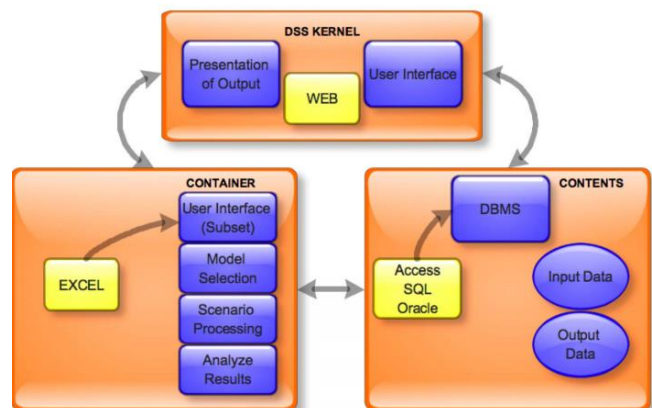 DSS KERNEL
Presentation
of Output
WEB
User Interface
CONTAINER
User Interface
(Subset)
EXCEL
Model
Selection
Scenario
Processing
Analyze
Results
CONTENTS
DBMS
Access
SQL
Oracle
Input Data
Output
Data